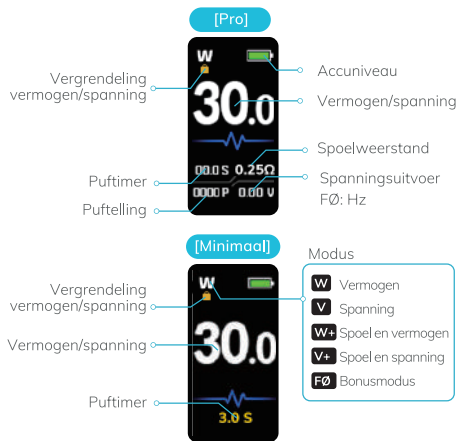 [Pro]
W
Vergrendeling
vermogen/spanning
Accuniveau
30.0
Vermogen/spanning
Spoelweerstand
00.0 S 0.25Ω
Puftimer
Spanningsuitvoer
FØ: Hz
0000 P 0.00 V
Puftelling
[Minimaal]
Modus
W
Vergrendeling
vermogen/spanning
W Vermogen
V Spanning
W+ Spoel en vermogen
V+ Spoel en spanning
FØ Bonusmodus
Vermogen/spanning
30.0
Puftimer
3.0 S